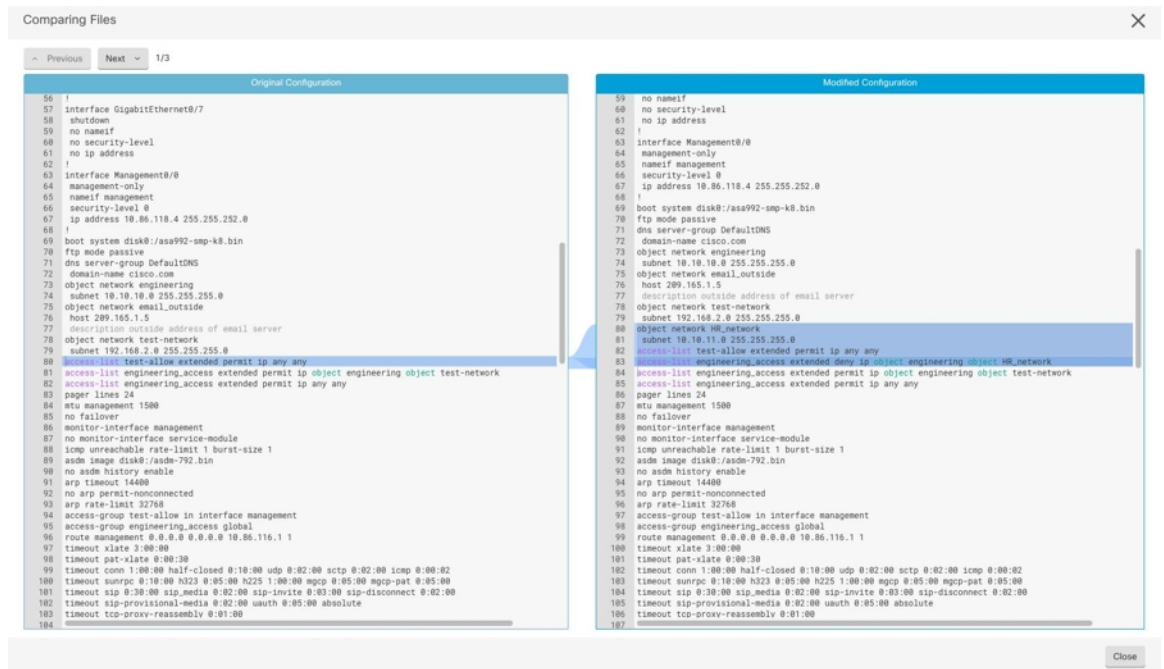 Comparing Files
Previous Next 1/3
Original Configuration
56 !
57 interface GigabitEthernet0/7
58 shutdown
59 no nameif
60 no security-level
61 no ip address
62 !
63 interface Management0/0
64 management-only
65 nameif management
66 security-level 0
67 ip address 10.86.118.4 255.255.252.0
68 !
69 boot system disk0:/asa992-smp-k8.bin
70 ftp mode passive
71 dns server-group DefaultDNS
72 domain-name cisco.com
73 object network engineering
74 subnet 10.10.10.0 255.255.255.0
75 object network email_outside
76 host 209.165.1.5
77 description outside address of email server
78 object network test-network
79 subnet 192.168.2.0 255.255.255.0
80 access-list test-allow extended permit ip any any
81 access-list engineering_access extended permit ip object engineering object test-network
82 access-list engineering_access extended permit ip any any
83 pager lines 24
84 mtu management 1500
85 no failover
86 monitor-interface management
87 no monitor-interface service-module
88 icmp unreachable rate-limit 1 burst-size 1
89 asdm image disk0:/asdm-792.bin
90 no asdm history enable
91 arp timeout 14400
92 no arp permit-nonconnected
93 arp rate-limit 32768
94 access-group test-allow in interface management
95 access-group engineering_access global
96 route management 0.0.0.0 0.0.0.0 10.86.116.1 1
97 timeout xlate 3:00:00
98 timeout pat-xlate 0:00:30
99 timeout conn 1:00:00 half-closed 0:10:00 udp 0:02:00 sctp 0:02:00 icmp 0:00:02
100 timeout sunrpc 0:10:00 h323 0:05:00 h225 1:00:00 mgcp 0:05:00 mgcp-pat 0:05:00
101 timeout sip 0:30:00 sip_media 0:02:00 sip-invite 0:03:00 sip-disconnect 0:02:00
102 timeout sip-provisional-media 0:02:00 uauth 0:05:00 absolute
103 timeout tcp-proxy-reassembly 0:01:00
104
Modified Configuration
59 no nameif
60 no security-level
61 no ip address
62 !
63 interface Management0/0
64 management-only
65 nameif management
66 security-level 0
67 ip address 10.86.118.4 255.255.252.0
68 !
69 boot system disk0:/asa992-smp-k8.bin
70 ftp mode passive
71 dns server-group DefaultDNS
72 domain-name cisco.com
73 object network engineering
74 subnet 10.10.10.0 255.255.255.0
75 object network email_outside
76 host 209.165.1.5
77 description outside address of email server
78 object network test-network
79 subnet 192.168.2.0 255.255.255.0
80 object network HR_network
81 subnet 10.10.11.0 255.255.255.0
82 access-list test-allow extended permit ip any any
83 access-list engineering_access extended deny ip object engineering object HR_network
84 access-list engineering_access extended permit ip object engineering object test-network
85 access-list engineering_access extended permit ip any any
86 pager lines 24
87 mtu management 1500
88 no failover
89 monitor-interface management
90 no monitor-interface service-module
91 icmp unreachable rate-limit 1 burst-size 1
92 asdm image disk0:/asdm-792.bin
93 no asdm history enable
94 arp timeout 14400
95 no arp permit-nonconnected
96 arp rate-limit 32768
97 access-group test-allow in interface management
98 access-group engineering_access global
99 route management 0.0.0.0 0.0.0.0 10.86.116.1 1
100 timeout xlate 3:00:00
101 timeout pat-xlate 0:00:30
102 timeout conn 1:00:00 half-closed 0:10:00 udp 0:02:00 sctp 0:02:00 icmp 0:00:02
103 timeout sunrpc 0:10:00 h323 0:05:00 h225 1:00:00 mgcp 0:05:00 mgcp-pat 0:05:00
104 timeout sip 0:30:00 sip_media 0:02:00 sip-invite 0:03:00 sip-disconnect 0:02:00
105 timeout sip-provisional-media 0:02:00 uauth 0:05:00 absolute
106 timeout tcp-proxy-reassembly 0:01:00
107
Close